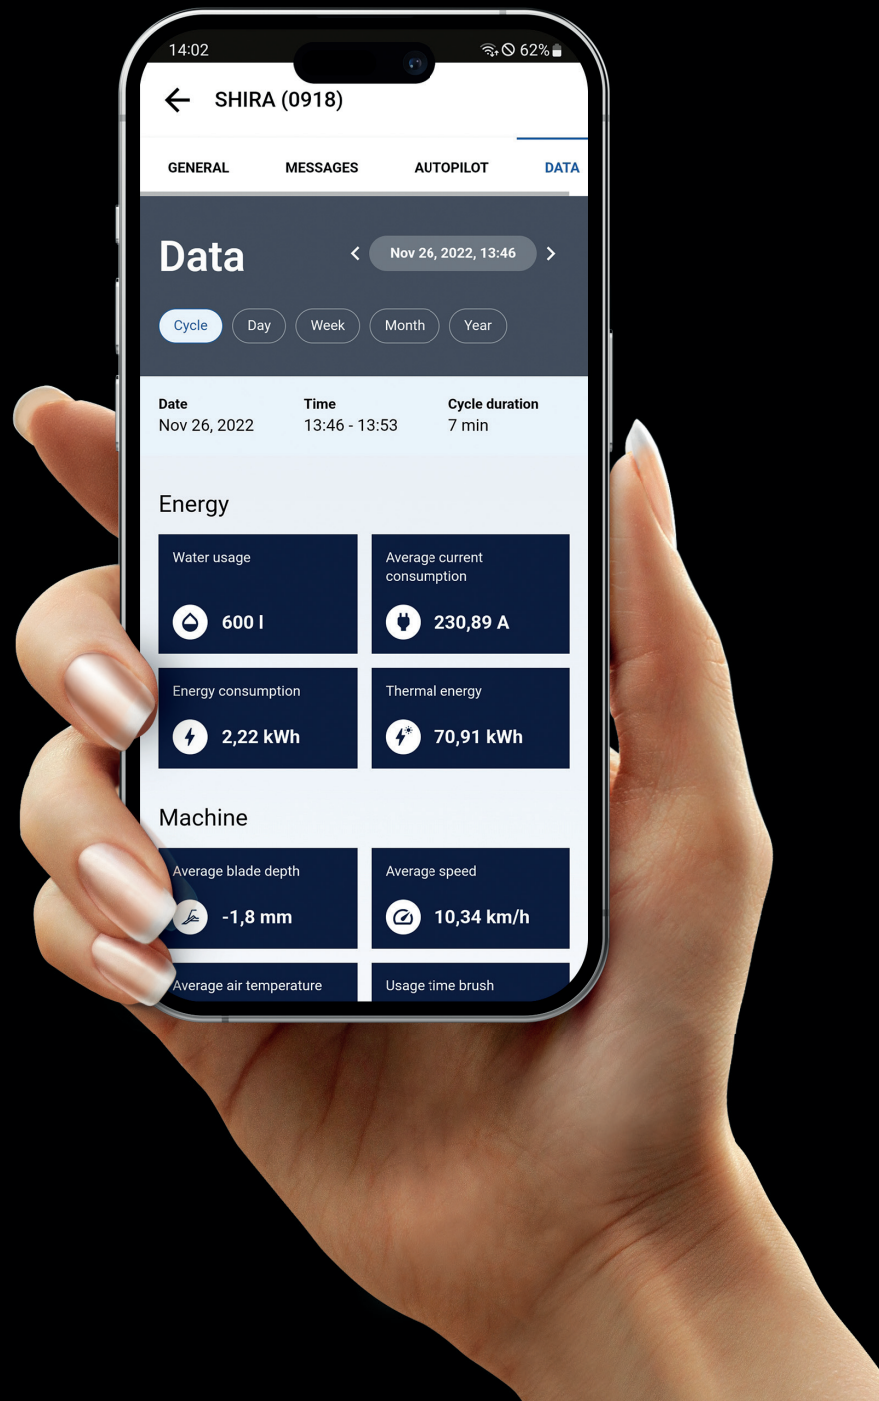 14:02 62%
SHIRA (0918)
GENERAL MESSAGES AUTOPILOT DATA
Data Nov 26, 2022, 13:46
Cycle Day Week Month Year
Date Time Cycle duration
Nov 26, 2022 13:46 - 13:53 7 min
Energy
Water usage
Average current
consumption
600 l 230,89 A
Energy consumption Thermal energy
2,22 kWh 70,91 kWh
Machine
Average blade depth Average speed
-1,8 mm 10,34 km/h
Average air temperature Usage time brush